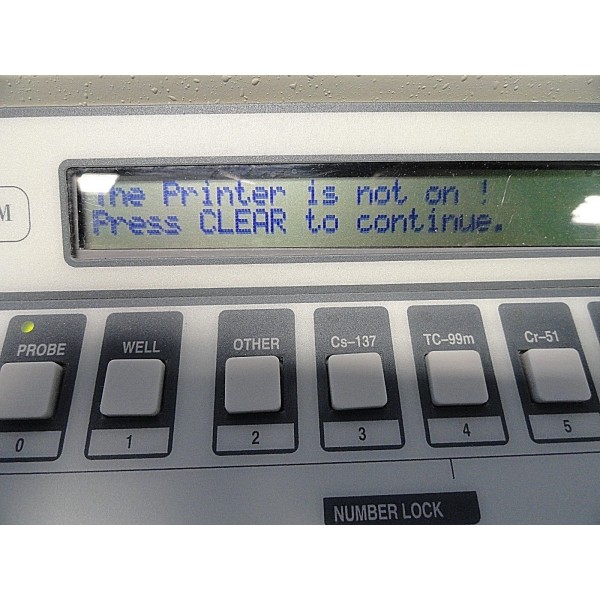 The Printer is not on !
Press CLEAR to continue.
M
PROBE WELL OTHER Cs-137 TC-99m Cr-51
0 1 2 3 4 5
NUMBER LOCK